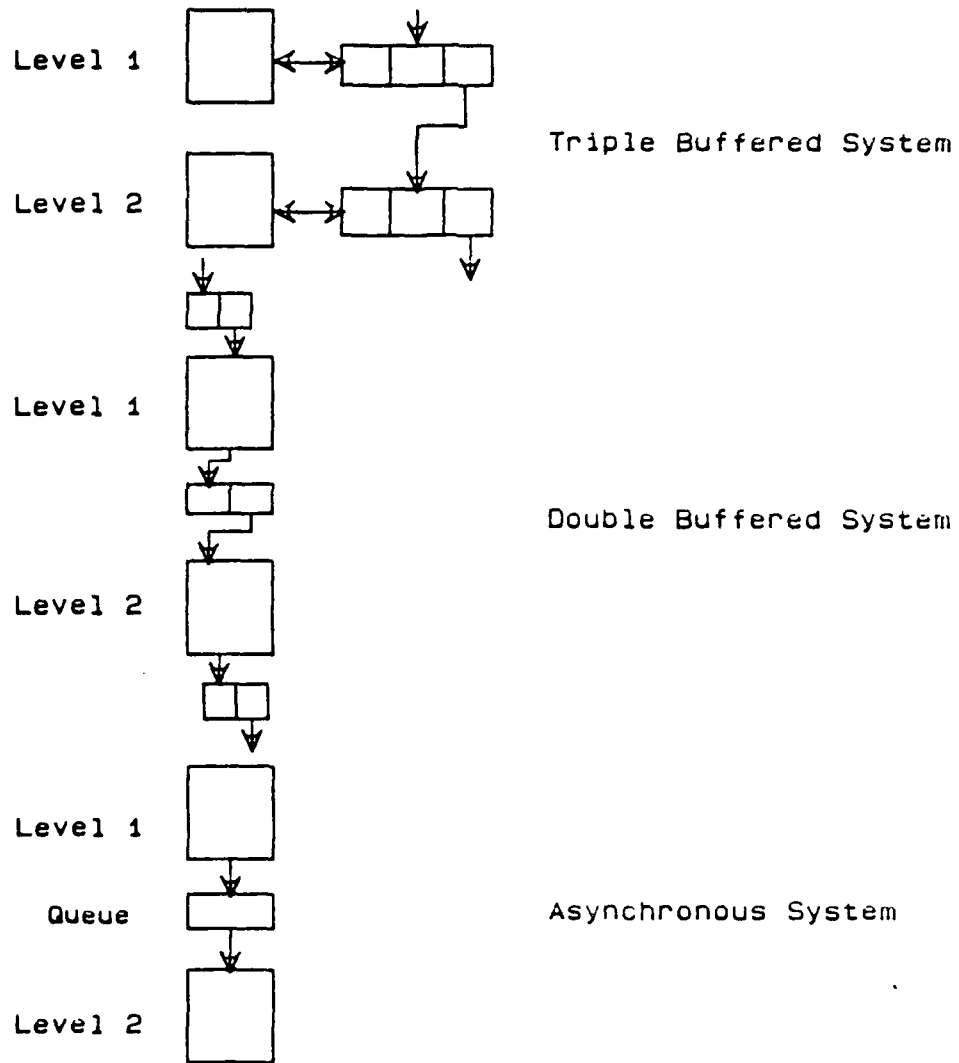 Level 1
Triple Buffered System
Level 2
Level 1
Double Buffered System
Level 2
Level 1
Queue
Asynchronous System
Level 2